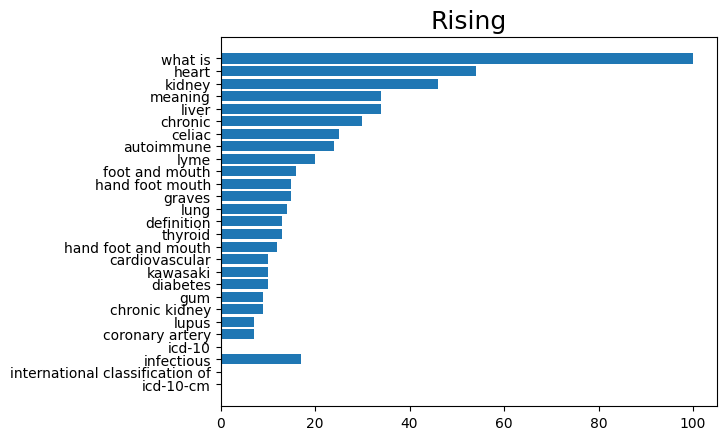 Rising
what is
heart
kidney
meaning
liver
chronic
celiac
autoimmune
lyme
foot and mouth
hand foot mouth
graves
lung
definition
thyroid
hand foot and mouth
cardiovascular
kawasaki
diabetes
gum
chronic kidney
lupus
coronary artery
icd-10
infectious
international classification of
icd-10-cm
0 20 40 60 80 100